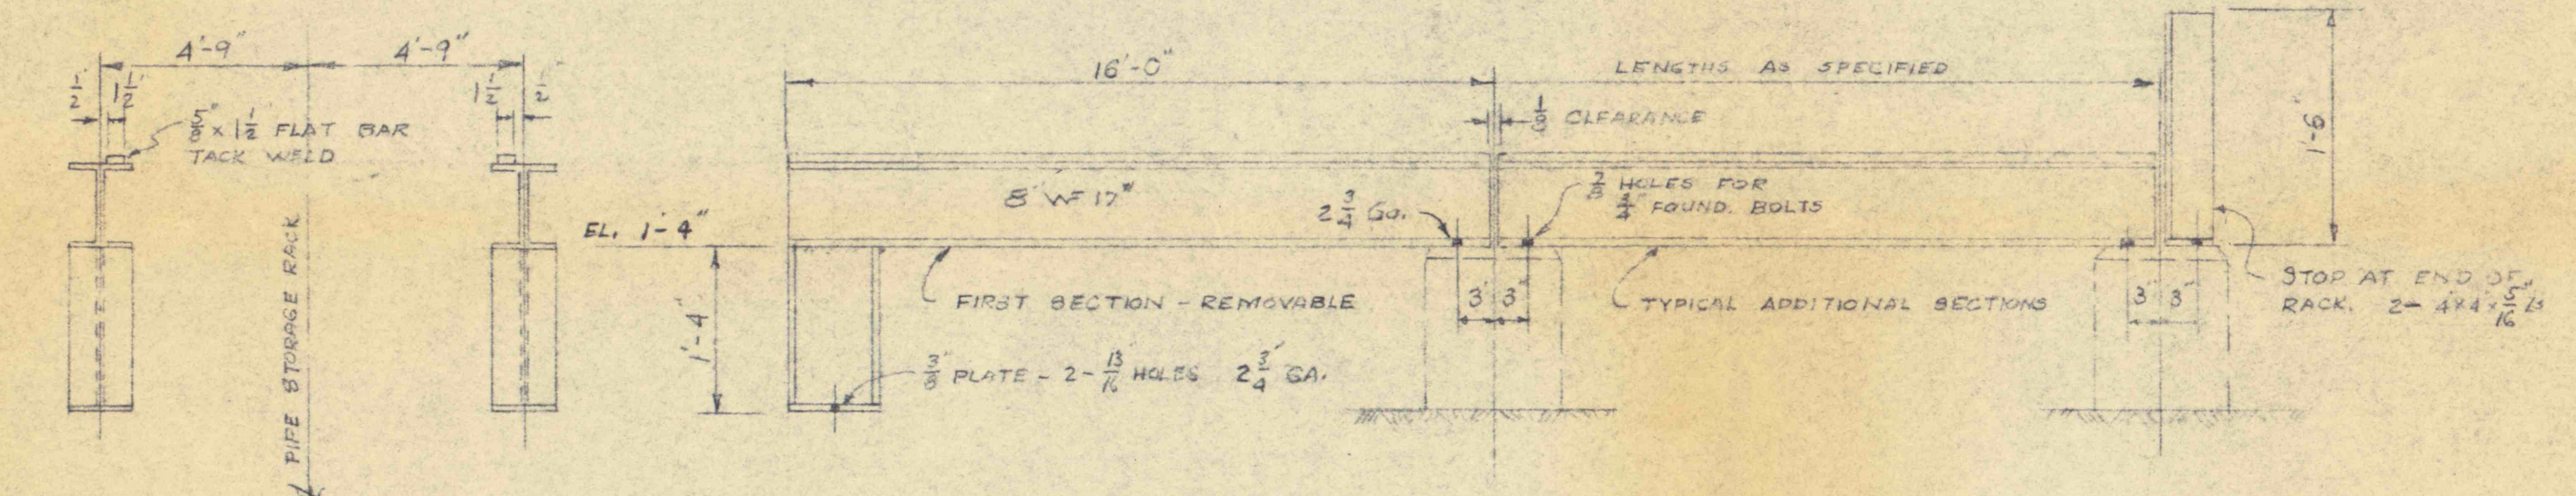 4'-9"
4'-9"
1/2
1 1/2
1 1/2
1/2
5/8" x 1 1/2 FLAT BAR
TACK WELD
PIPE STORAGE RACK
16'-0"
LENGTHS AS SPECIFIED
1/8 CLEARANCE
8" WF 17#
2 3/4 GA.
HOLES FOR
3/4" FOUND. BOLTS
EL. 1'-4"
1'-4"
FIRST SECTION - REMOVABLE
3/8" PLATE - 2 - 13/16" HOLES 2 3/4" GA.
3" 3"
TYPICAL ADDITIONAL SECTIONS
3" 3"
1'-6"
STOP AT END OF
RACK. 2 - 4"x4"x 5/16" Ls